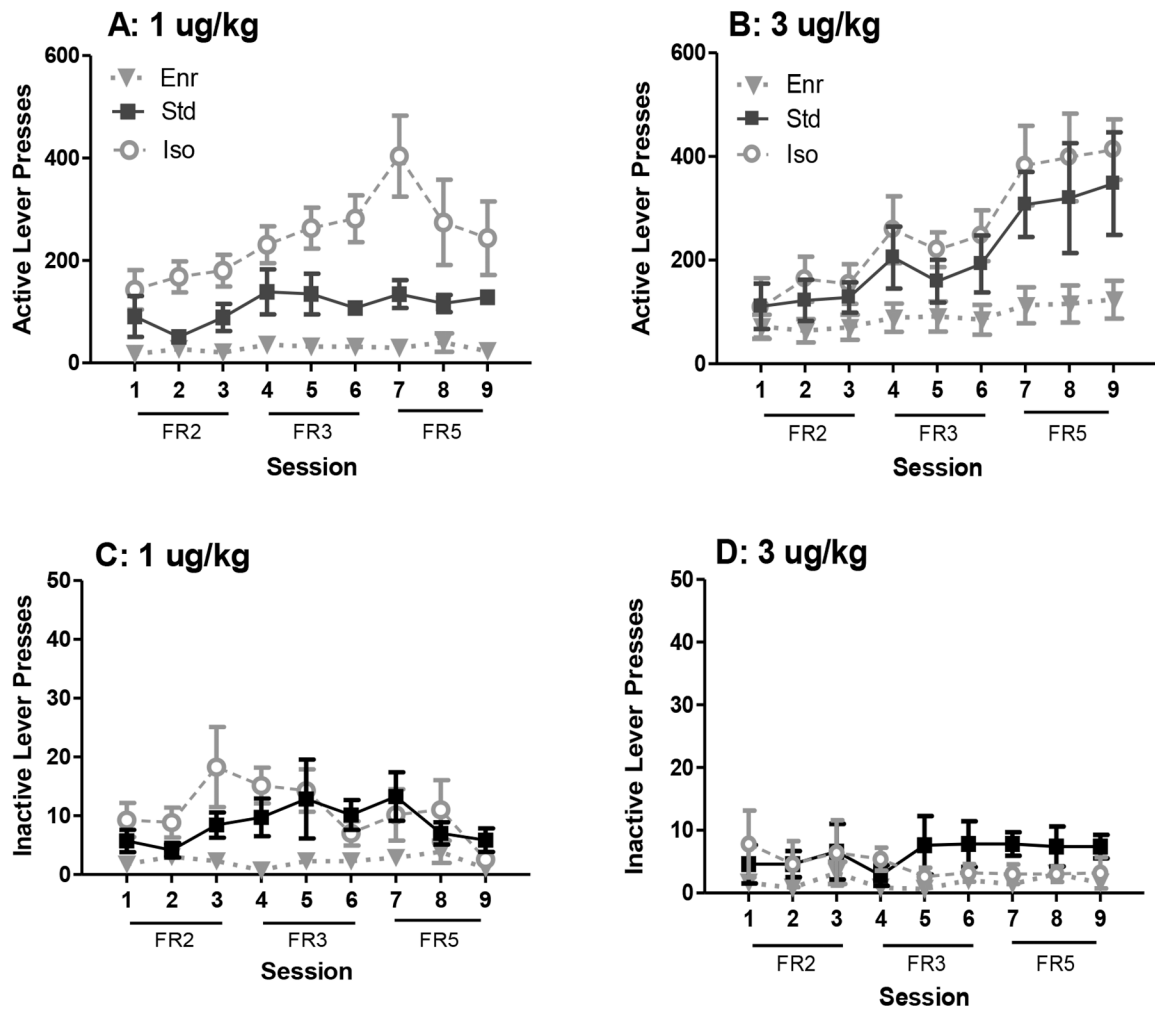 A: 1 ug/kg
600
400
200
0
Active Lever Presses
Enr
Std
Iso
1 2 3 4 5 6 7 8 9
FR2 FR3 FR5
Session
B: 3 ug/kg
600
400
200
0
Active Lever Presses
Enr
Std
Iso
1 2 3 4 5 6 7 8 9
FR2 FR3 FR5
Session
C: 1 ug/kg
50
40
30
20
10
0
Inactive Lever Presses
1 2 3 4 5 6 7 8 9
FR2 FR3 FR5
Session
D: 3 ug/kg
50
40
30
20
10
0
Inactive Lever Presses
1 2 3 4 5 6 7 8 9
FR2 FR3 FR5
Session